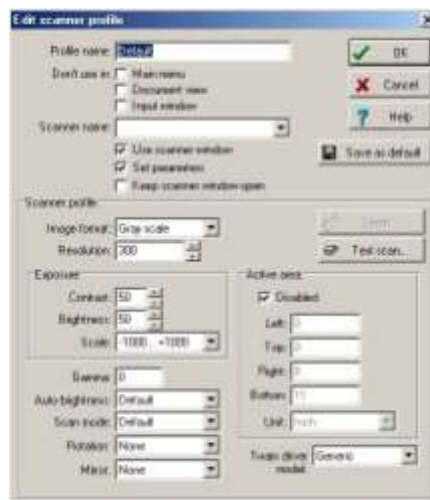 Edit scanner profile
Profile name: Default
OK
Don't use in: Main menu
Document view
Cancel
Input window
Help
Scanner name:
Use scanner window
Save as default
Set parameters
Keep scanner window open
Scanner profile
Image format: Gray scale
Resolution: 300
Test scan...
Exposure
Active area:
Contrast: 50
Disabled
Brightness: 50
Left: 0
Scale: -1000 .. +1000
Top: 0
Right: 0
Gamma: 0
Bottom:
Auto brightness: Default
Unit: Inch
Scan mode: Default
Rotation: None
Twain driver model: Generic
Mirror: None